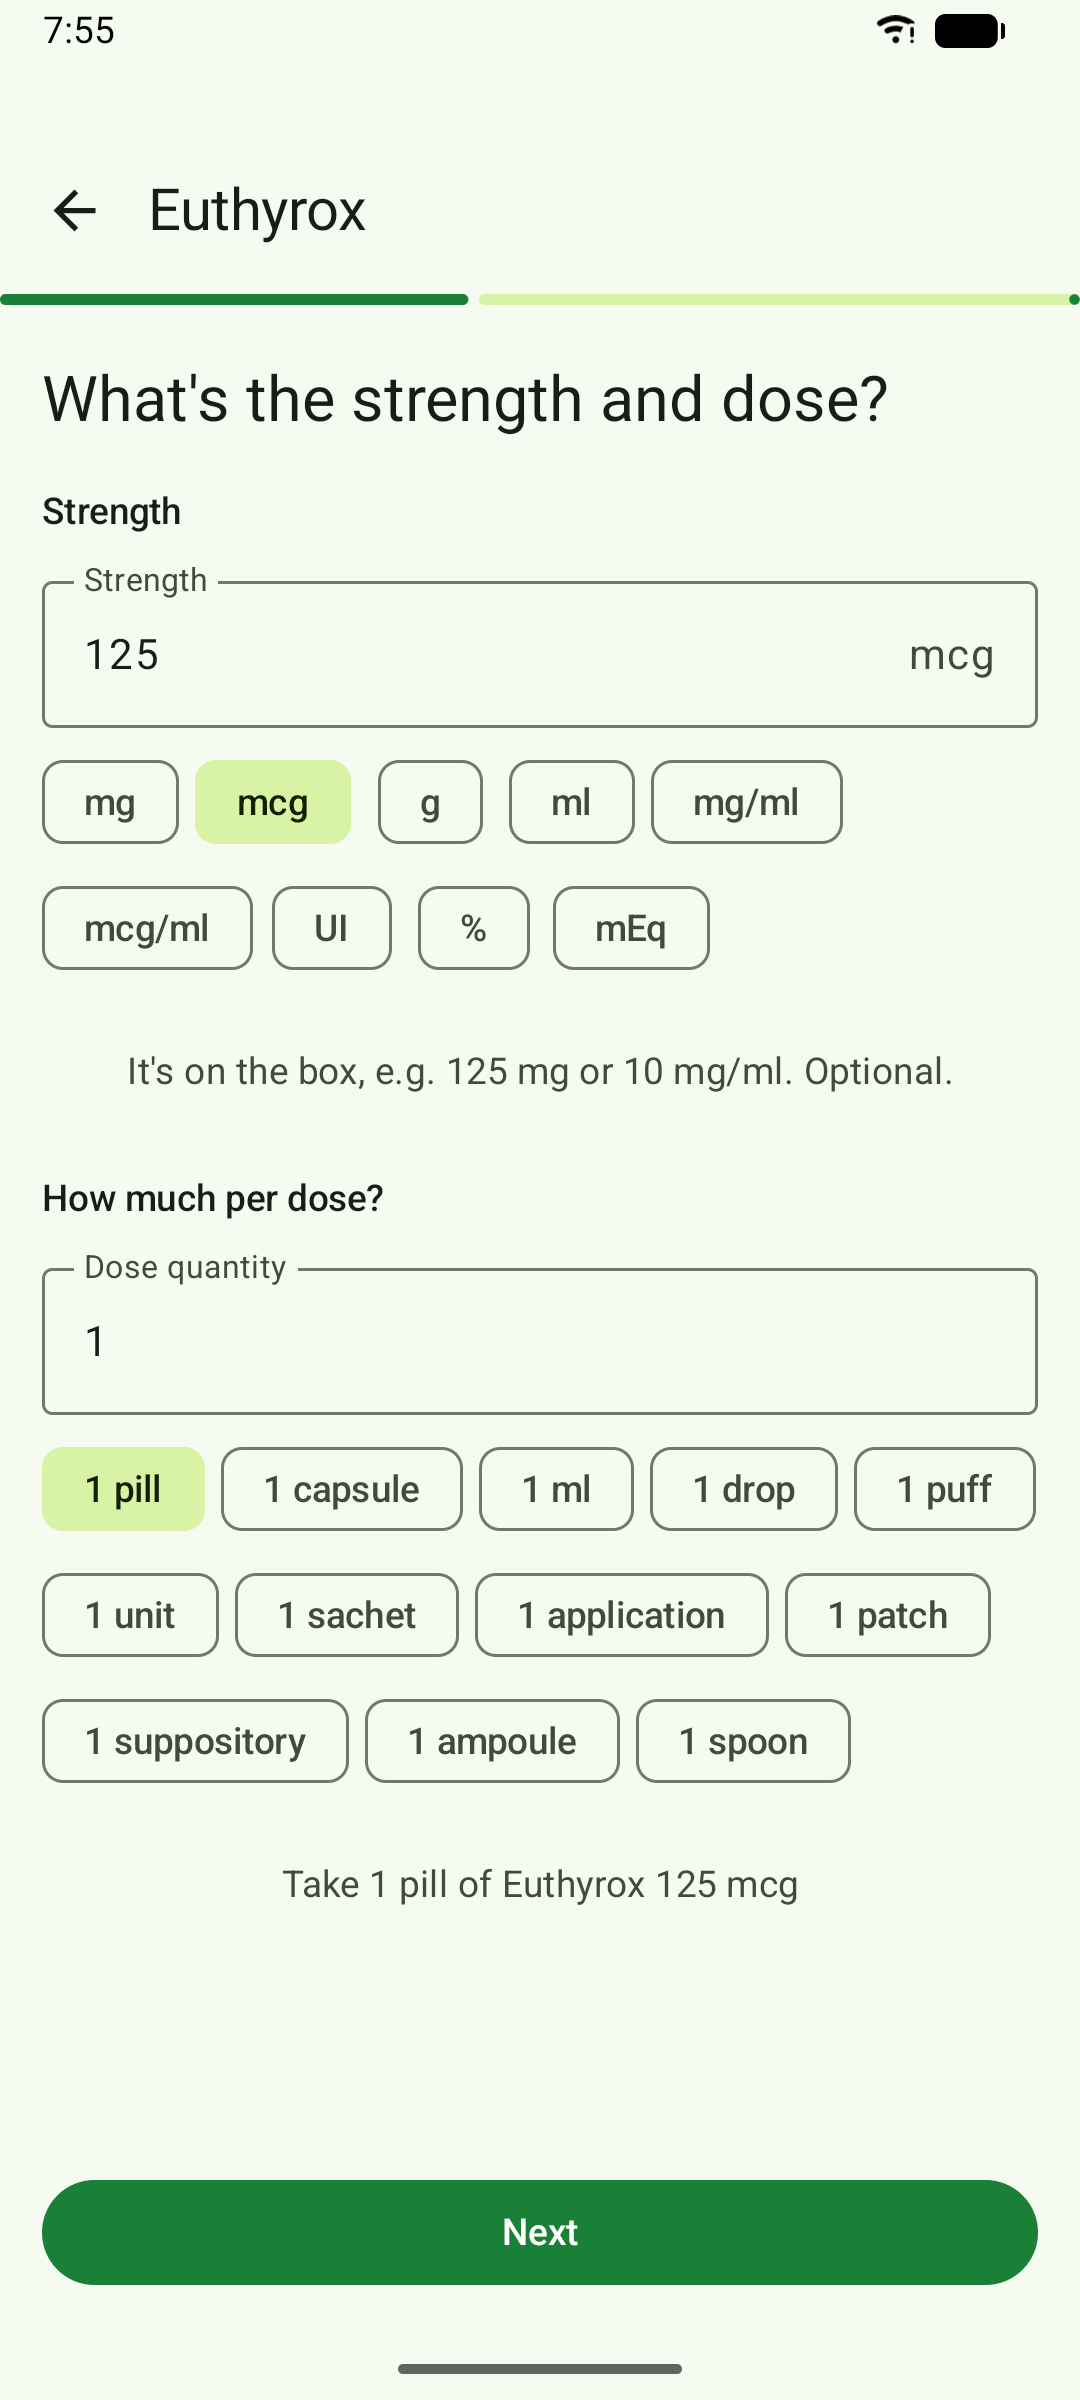 7:55
Euthyrox
What's the strength and dose?
Strength
Strength
125 mcg
mg mcg g ml mg/ml
mcg/ml UI % mEq
It's on the box, e.g. 125 mg or 10 mg/ml. Optional.
How much per dose?
Dose quantity
1
1 pill 1 capsule 1 ml 1 drop 1 puff
1 unit 1 sachet 1 application 1 patch
1 suppository 1 ampoule 1 spoon
Take 1 pill of Euthyrox 125 mcg
Next